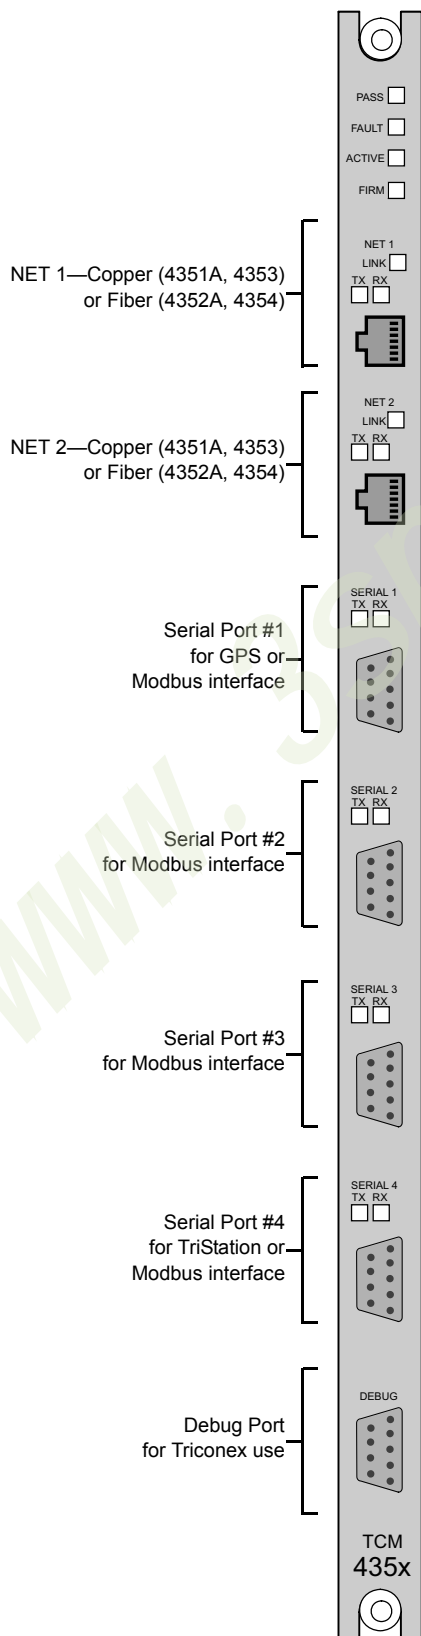 PASS
FAULT
ACTIVE
FIRM
NET 1—Copper (4351A, 4353)
or Fiber (4352A, 4354)
NET 1
LINK
TX RX
NET 2—Copper (4351A, 4353)
or Fiber (4352A, 4354)
NET 2
LINK
TX RX
Serial Port #1
for GPS or
Modbus interface
SERIAL 1
TX RX
Serial Port #2
for Modbus interface
SERIAL 2
TX RX
Serial Port #3
for Modbus interface
SERIAL 3
TX RX
Serial Port #4
for TriStation or
Modbus interface
SERIAL 4
TX RX
Debug Port
for Triconex use
DEBUG
TCM
435x